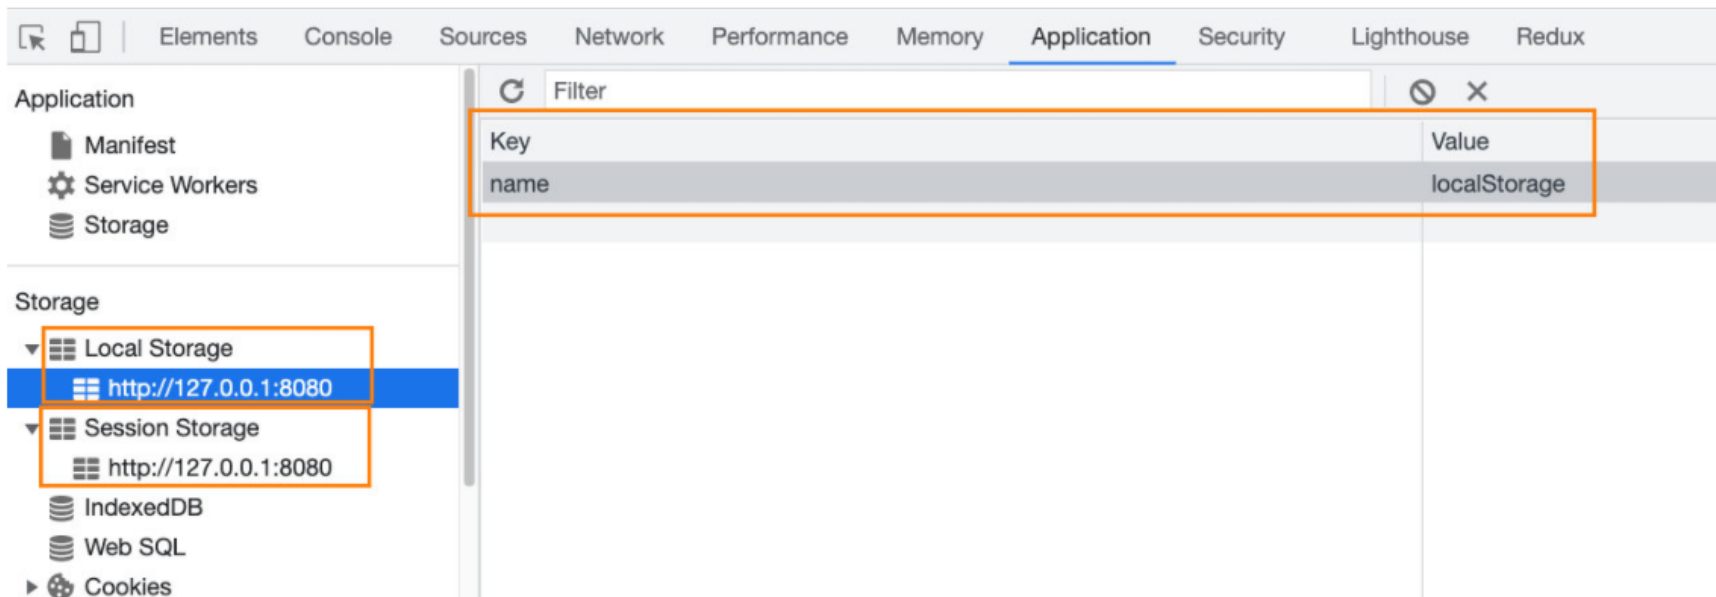 Elements Console Sources Network Performance Memory Application Security Lighthouse Redux
Application
Manifest
Service Workers
Storage
Storage
Local Storage
http://127.0.0.1:8080
Session Storage
http://127.0.0.1:8080
IndexedDB
Web SQL
Cookies
Filter
Key Value
name localStorage